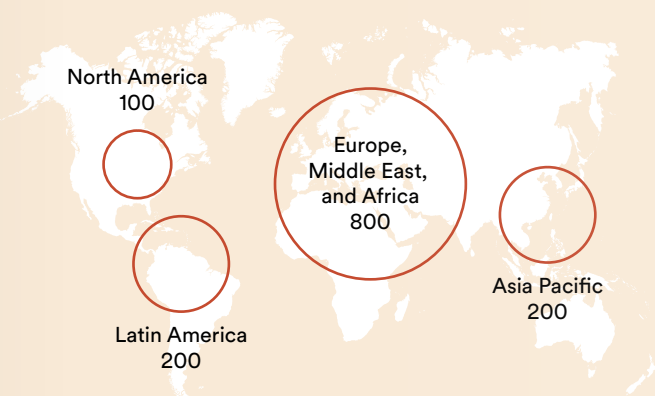 North America
100
Europe,
Middle East,
and Africa
800
Asia Pacific
200
Latin America
200